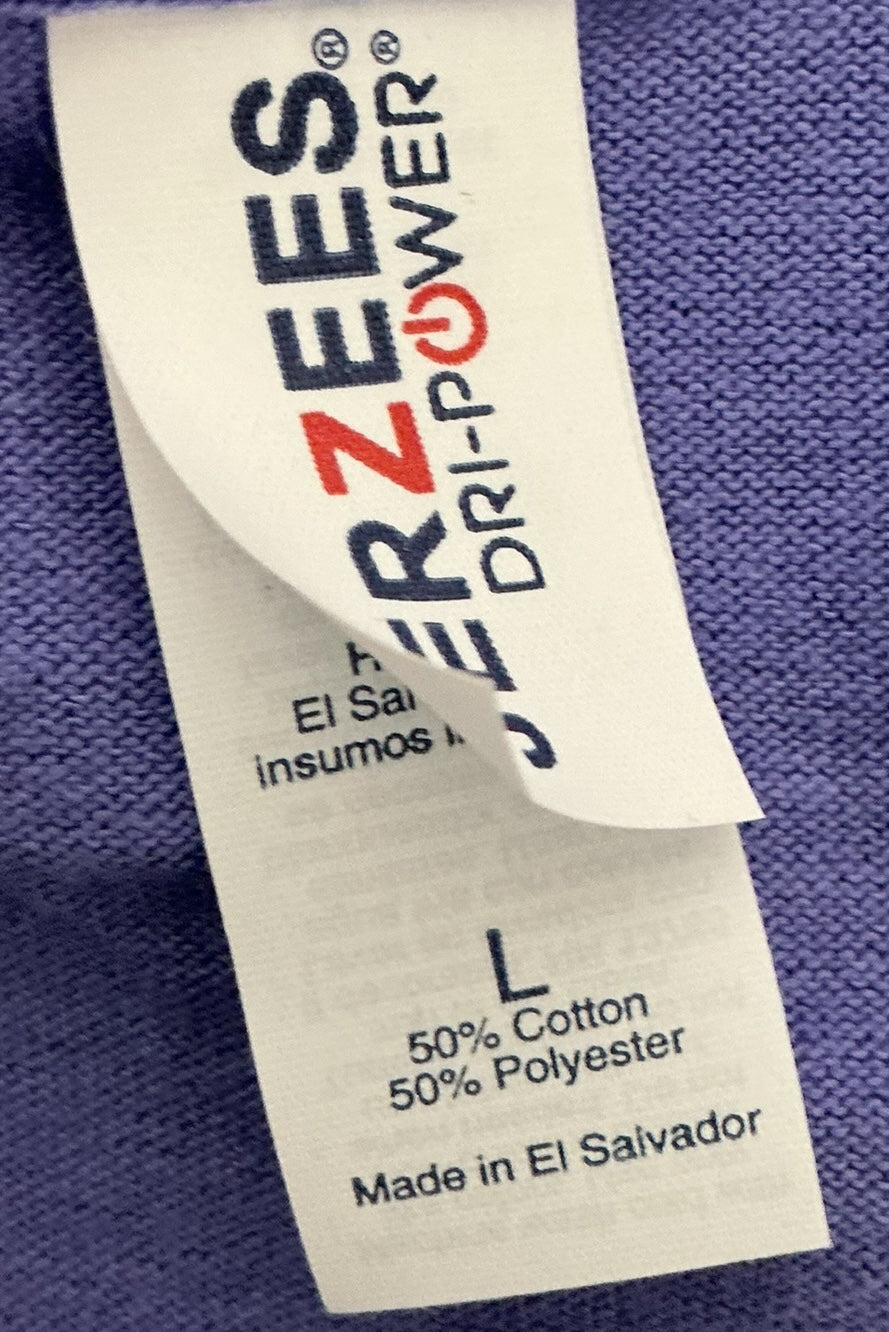 JERZEES®
DRI-POWER®
El Sal
insumos
L
50% Cotton
50% Polyester
Made in El Salvador